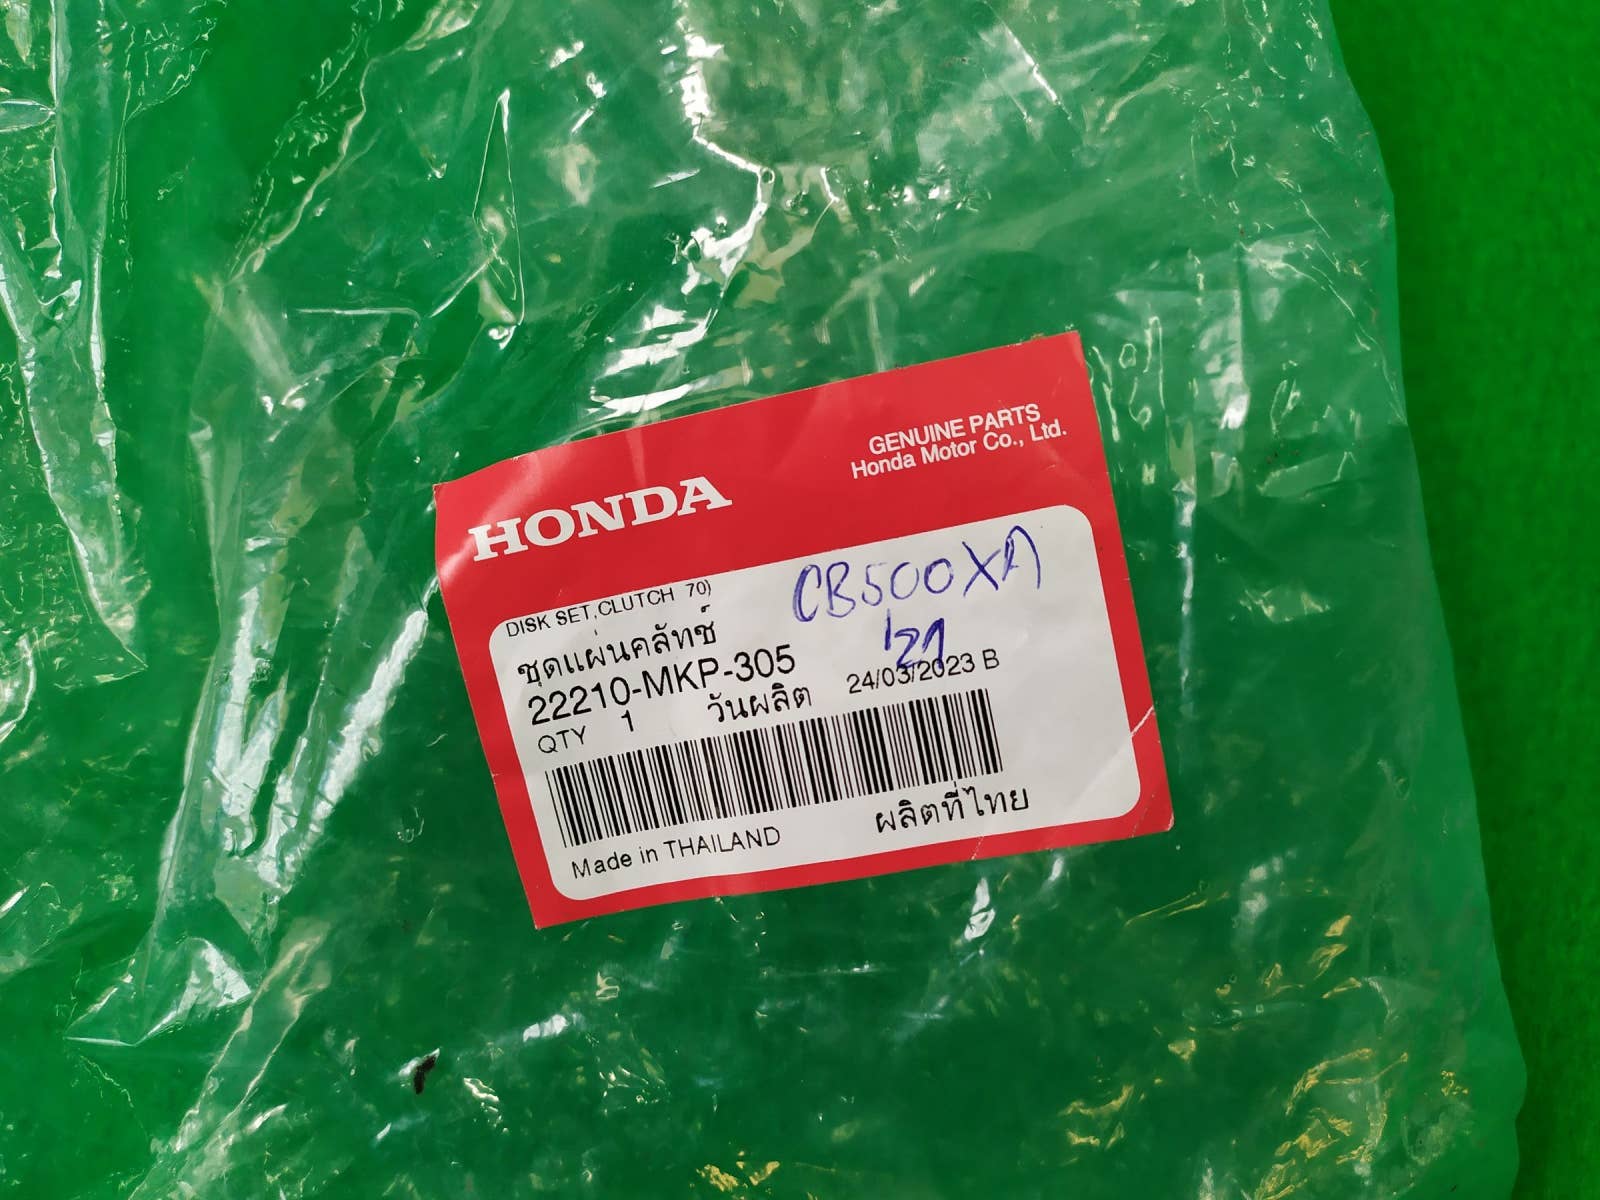 HONDA
GENUINE PARTS
Honda Motor Co., Ltd.
DISK SET,CLUTCH 70)
CB500XA
ชุดแผ่นคลัทช์
'21
22210-MKP-305
QTY 1 วันผลิต 24/03/2023 B
Made in THAILAND ผลิตที่ไทย